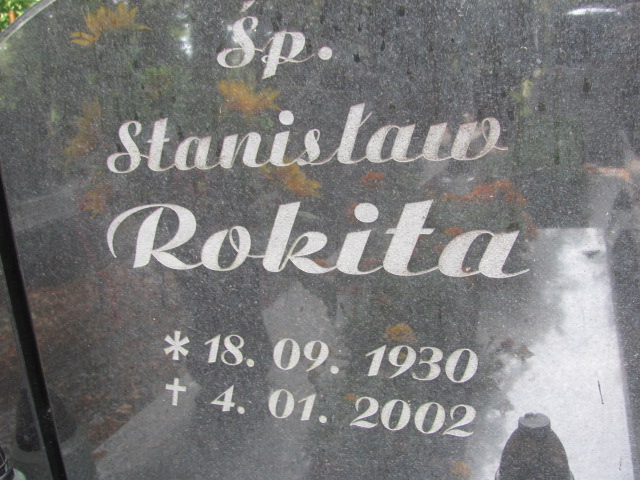 Śp.
Stanisław
Rokita
* 18. 09. 1930
† 4. 01. 2002